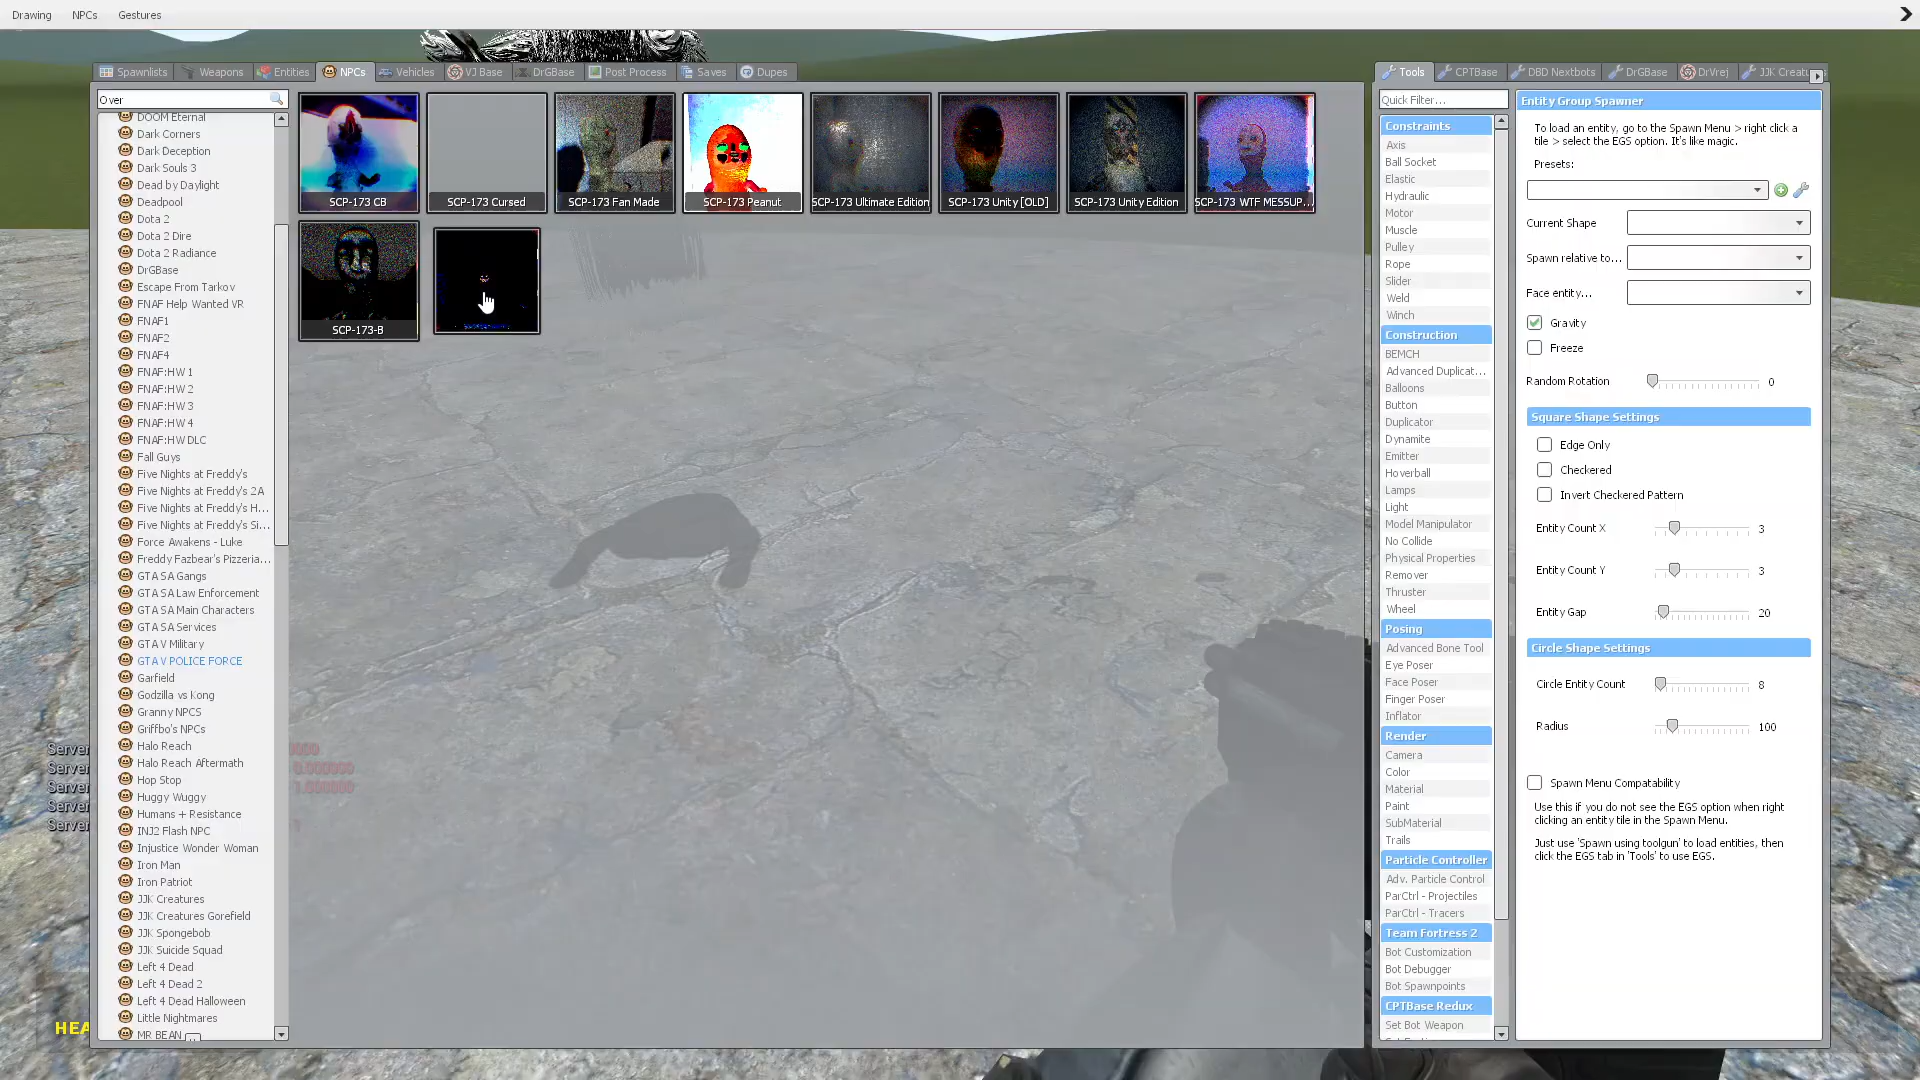 Drawing NPCs Gestures
Spawnlists Weapons Entities NPCs Vehicles VJ Base DrGBase Post Process Saves Dupes
Over
DOOM Eternal
Dark Corners
Dark Deception
Dark Souls 3
Dead by Daylight
Deadpool
Dota 2
Dota 2 Dire
Dota 2 Radiance
DrGBase
Escape From Tarkov
FNAF Help Wanted VR
FNAF1
FNAF2
FNAF4
FNAF:HW 1
FNAF:HW 2
FNAF:HW 3
FNAF:HW 4
FNAF:HW DLC
Fall Guys
Five Nights at Freddy's
Five Nights at Freddy's 2A
Five Nights at Freddy's H...
Five Nights at Freddy's Si...
Force Awakens - Luke
Freddy Fazbear's Pizzeria...
GTA SA Gangs
GTA SA Law Enforcement
GTA SA Main Characters
GTA SA Services
GTA V Military
GTA V POLICE FORCE
Garfield
Godzilla vs Kong
Granny NPCS
Griffbo's NPCs
Halo Reach
Halo Reach Aftermath
Hop Stop
Huggy Wuggy
Humans + Resistance
INJ2 Flash NPC
Injustice Wonder Woman
Iron Man
Iron Patriot
JJK Creatures
JJK Creatures Gorefield
JJK Spongebob
JJK Suicide Squad
Left 4 Dead
Left 4 Dead 2
Left 4 Dead Halloween
Little Nightmares
MR BEAN
SCP-173 CB
SCP-173 Cursed
SCP-173 Fan Made
SCP-173 Peanut
SCP-173 Ultimate Edition
SCP-173 Unity [OLD]
SCP-173 Unity Edition
SCP-173 WTF MESSUP...
SCP-173-B
Server
Server
Server
Server
Server
0.000000
1.000000
HEA
Tools CPTBase DBD Nextbots DrGBase DrVrej JJK Creatu
Quick Filter...
Constraints
Axis
Ball Socket
Elastic
Hydraulic
Motor
Muscle
Pulley
Rope
Slider
Weld
Winch
Construction
BEMCH
Advanced Duplicat...
Balloons
Button
Duplicator
Dynamite
Emitter
Hoverball
Lamps
Light
Model Manipulator
No Collide
Physical Properties
Remover
Thruster
Wheel
Posing
Advanced Bone Tool
Eye Poser
Face Poser
Finger Poser
Inflator
Render
Camera
Color
Material
Paint
SubMaterial
Trails
Particle Controller
Adv. Particle Control
ParCtrl - Projectiles
ParCtrl - Tracers
Team Fortress 2
Bot Customization
Bot Debugger
Bot Spawnpoints
CPTBase Redux
Set Bot Weapon
Entity Group Spawner
To load an entity, go to the Spawn Menu > right click a
tile > select the EGS option. It's like magic.
Presets:
Current Shape
Spawn relative to...
Face entity...
Gravity
Freeze
Random Rotation 0
Square Shape Settings
Edge Only
Checkered
Invert Checkered Pattern
Entity Count X 3
Entity Count Y 3
Entity Gap 20
Circle Shape Settings
Circle Entity Count 8
Radius 100
Spawn Menu Compatability
Use this if you do not see the EGS option when right
clicking an entity tile in the Spawn Menu.
Just use 'Spawn using toolgun' to load entities, then
click the EGS tab in 'Tools' to use EGS.